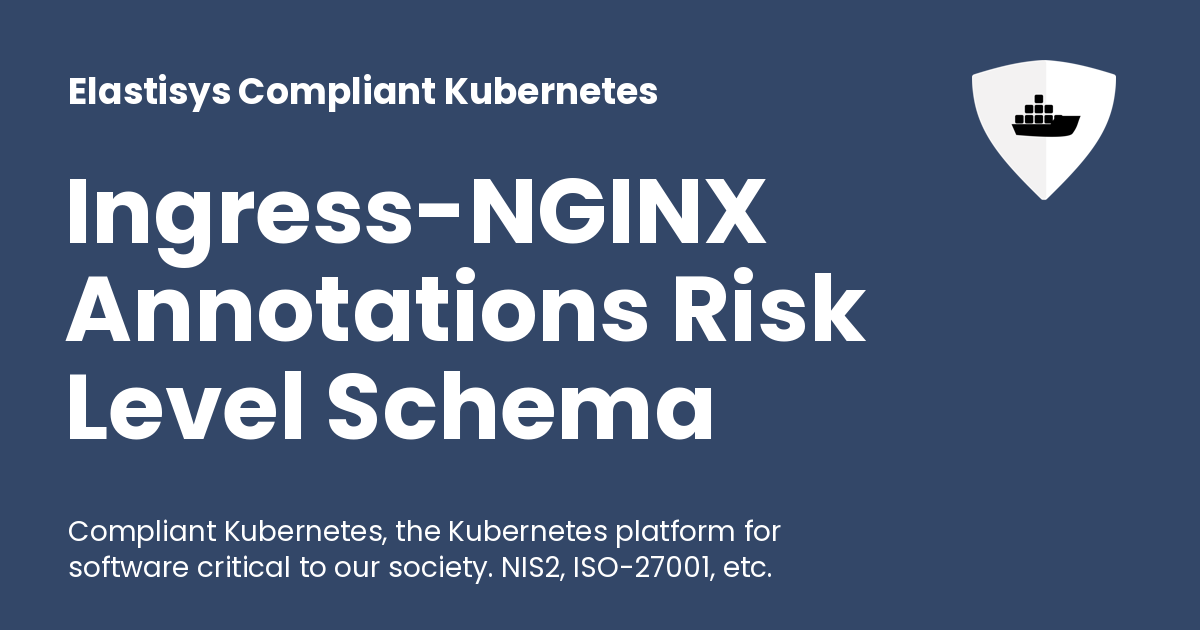 Elastisys Compliant Kubernetes
Ingress-NGINX
Annotations Risk
Level Schema
Compliant Kubernetes, the Kubernetes platform for
software critical to our society. NIS2, ISO-27001, etc.